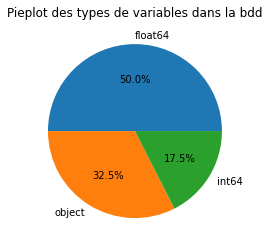 Pieplot des types de variables dans la bdd
float64
50.0%
32.5%
17.5%
int64
object